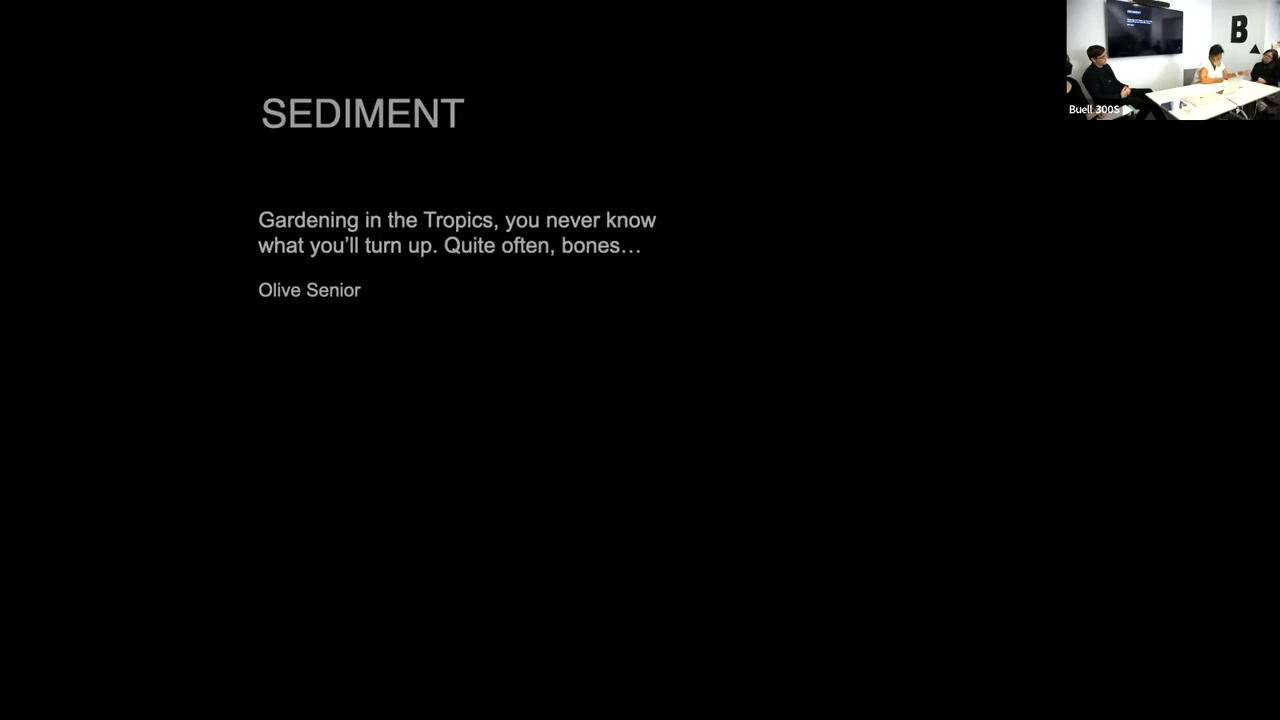 SEDIMENT
Gardening in the Tropics, you never know
what you’ll turn up. Quite often, bones…
Olive Senior
B
Buell 300S